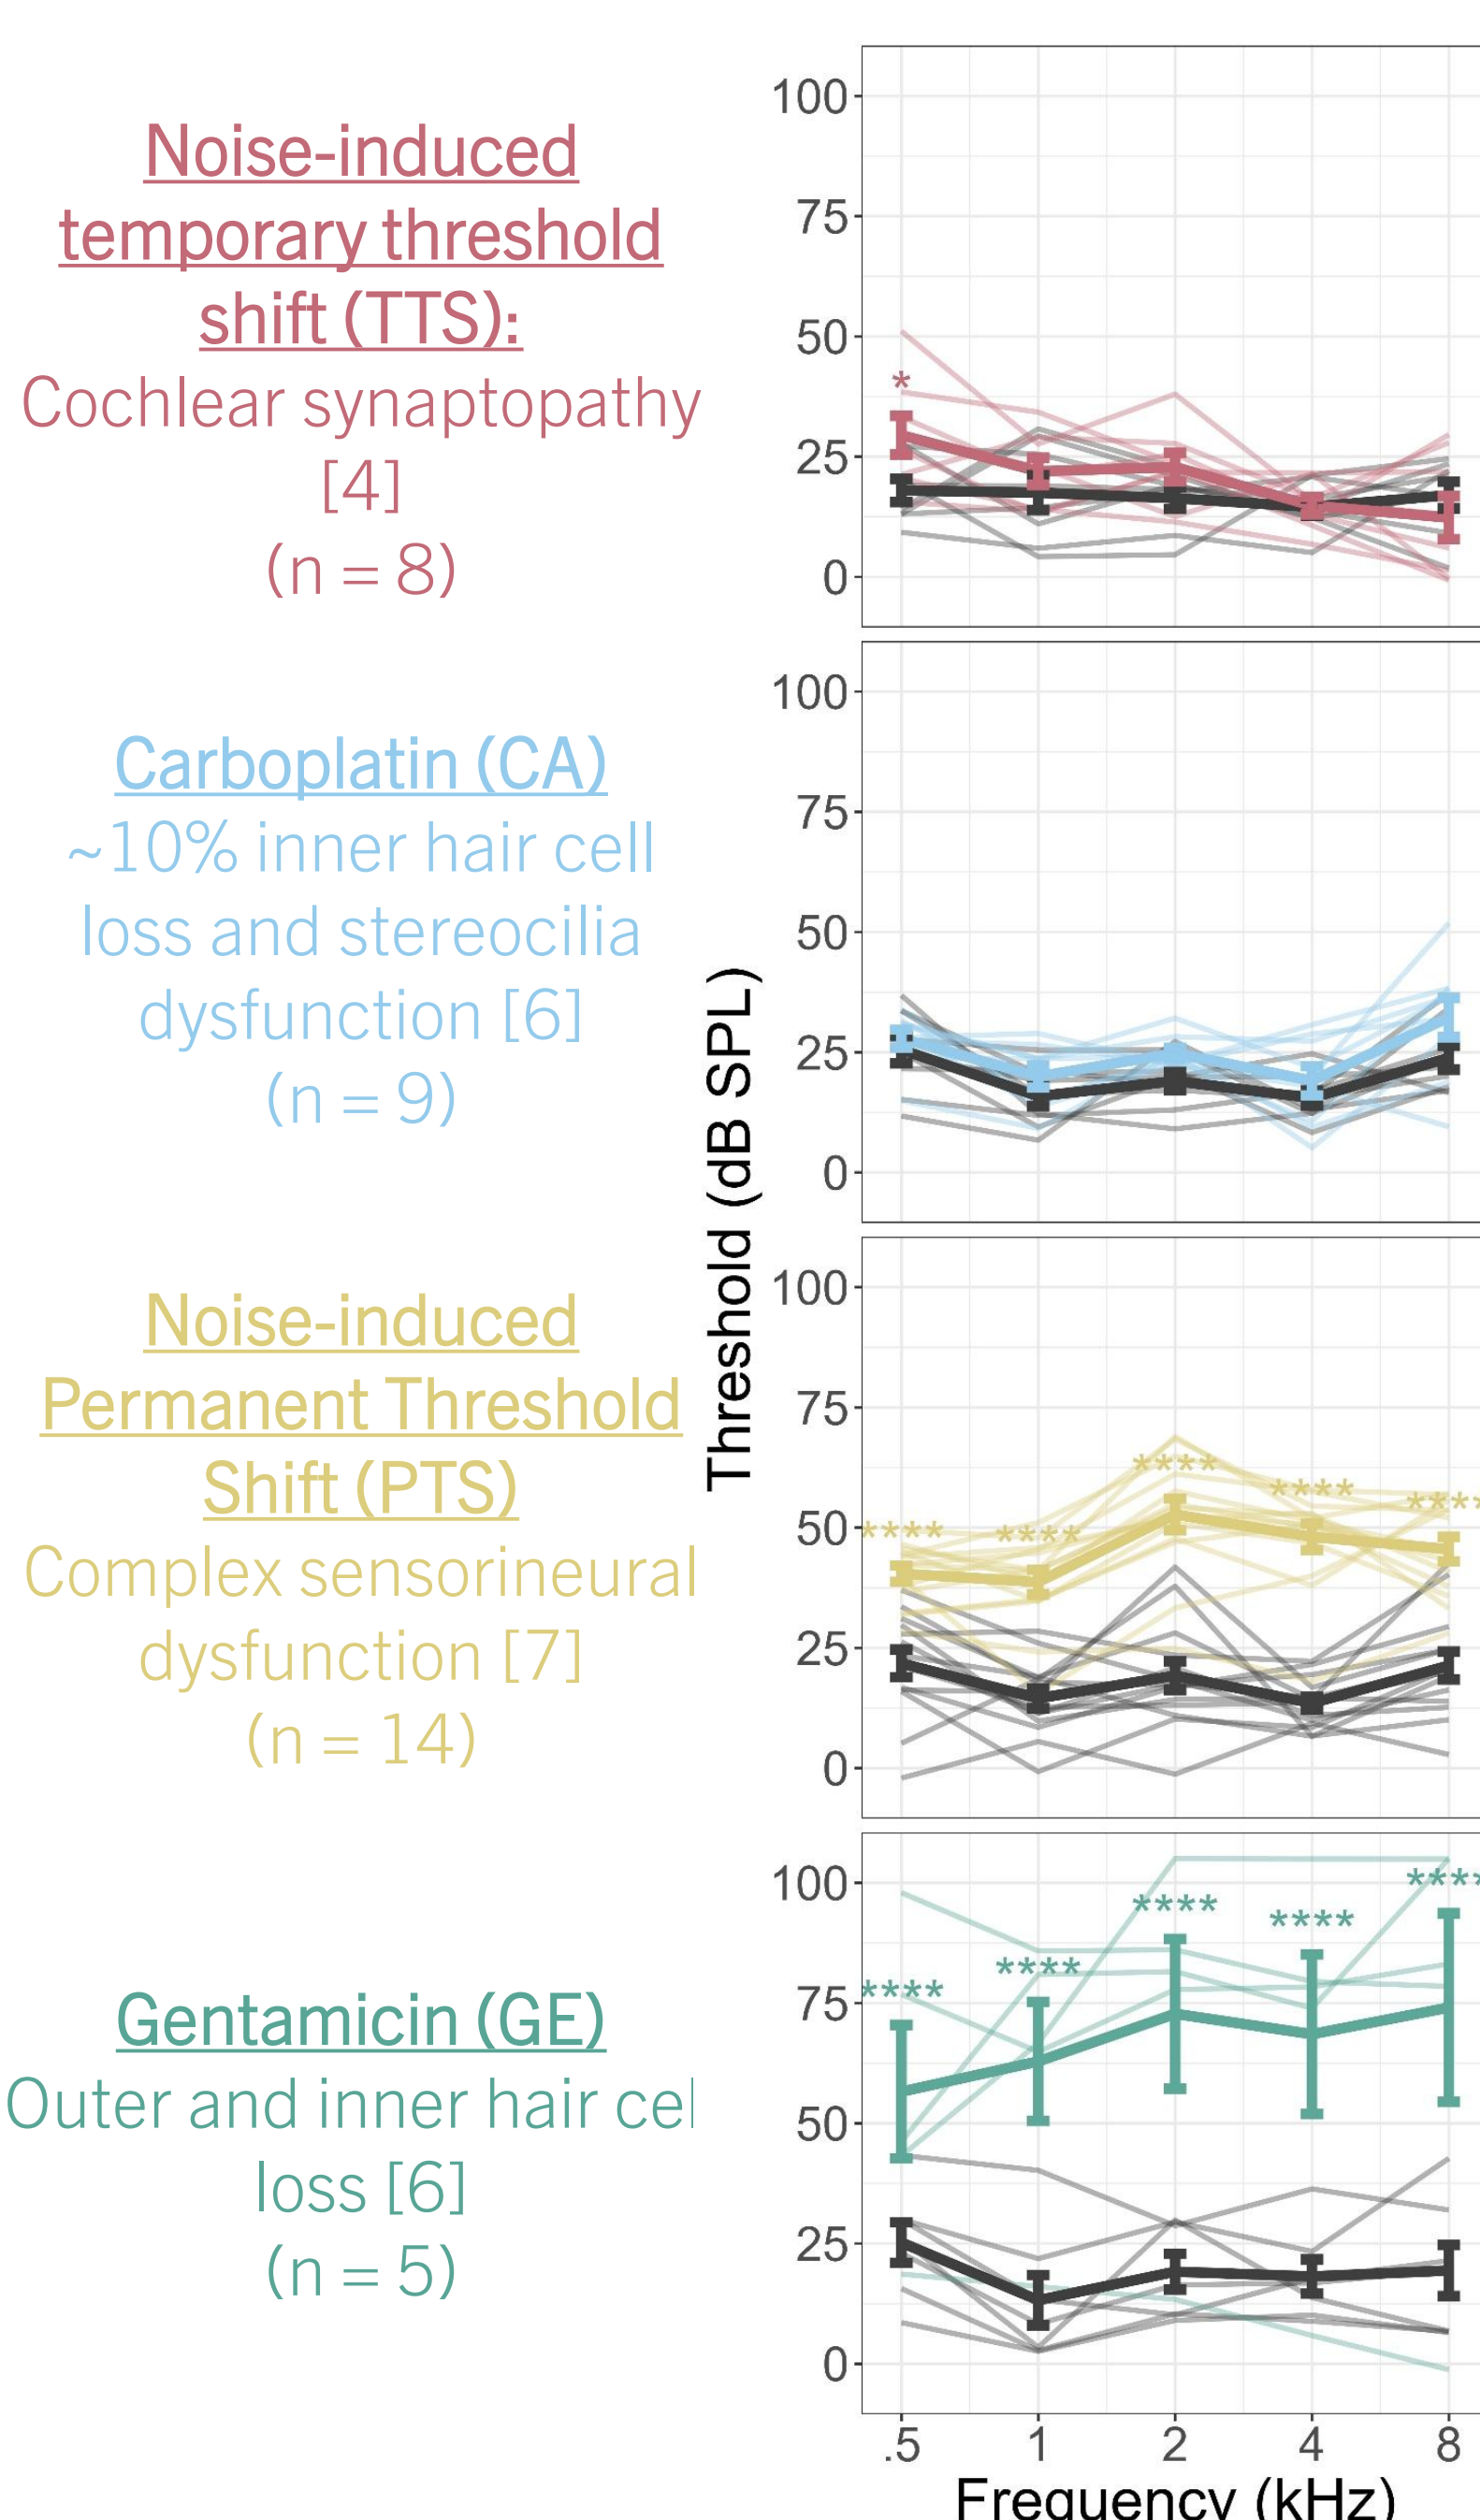 Noise-induced
temporary threshold
shift (TTS):
Cochlear synaptopathy
[4]
(n = 8)
Carboplatin (CA)
~10% inner hair cell
loss and stereocilia
dysfunction [6]
(n = 9)
Noise-induced
Permanent Threshold
Shift (PTS)
Complex sensorineural
dysfunction [7]
(n = 14)
Gentamicin (GE)
Outer and inner hair cel
loss [6]
(n = 5)
Threshold (dB SPL)
100
75
50
*
25
0
100
75
50
25
0
100
75
****
****
****
50
****
****
25
0
100
****
****
****
****
75
****
50
25
0
.5 1 2 4 8
Frequency (kHz)